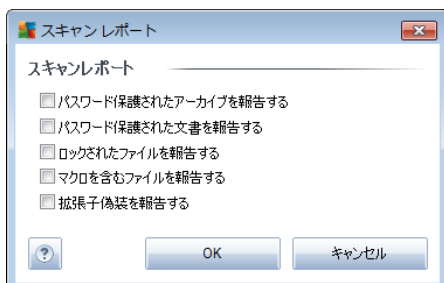 スキャン レポート
スキャンレポート
パスワード保護されたアーカイブを報告する
パスワード保護された文書を報告する
ロックされたファイルを報告する
マクロを含むファイルを報告する
拡張子偽装を報告する
?
OK
キャンセル